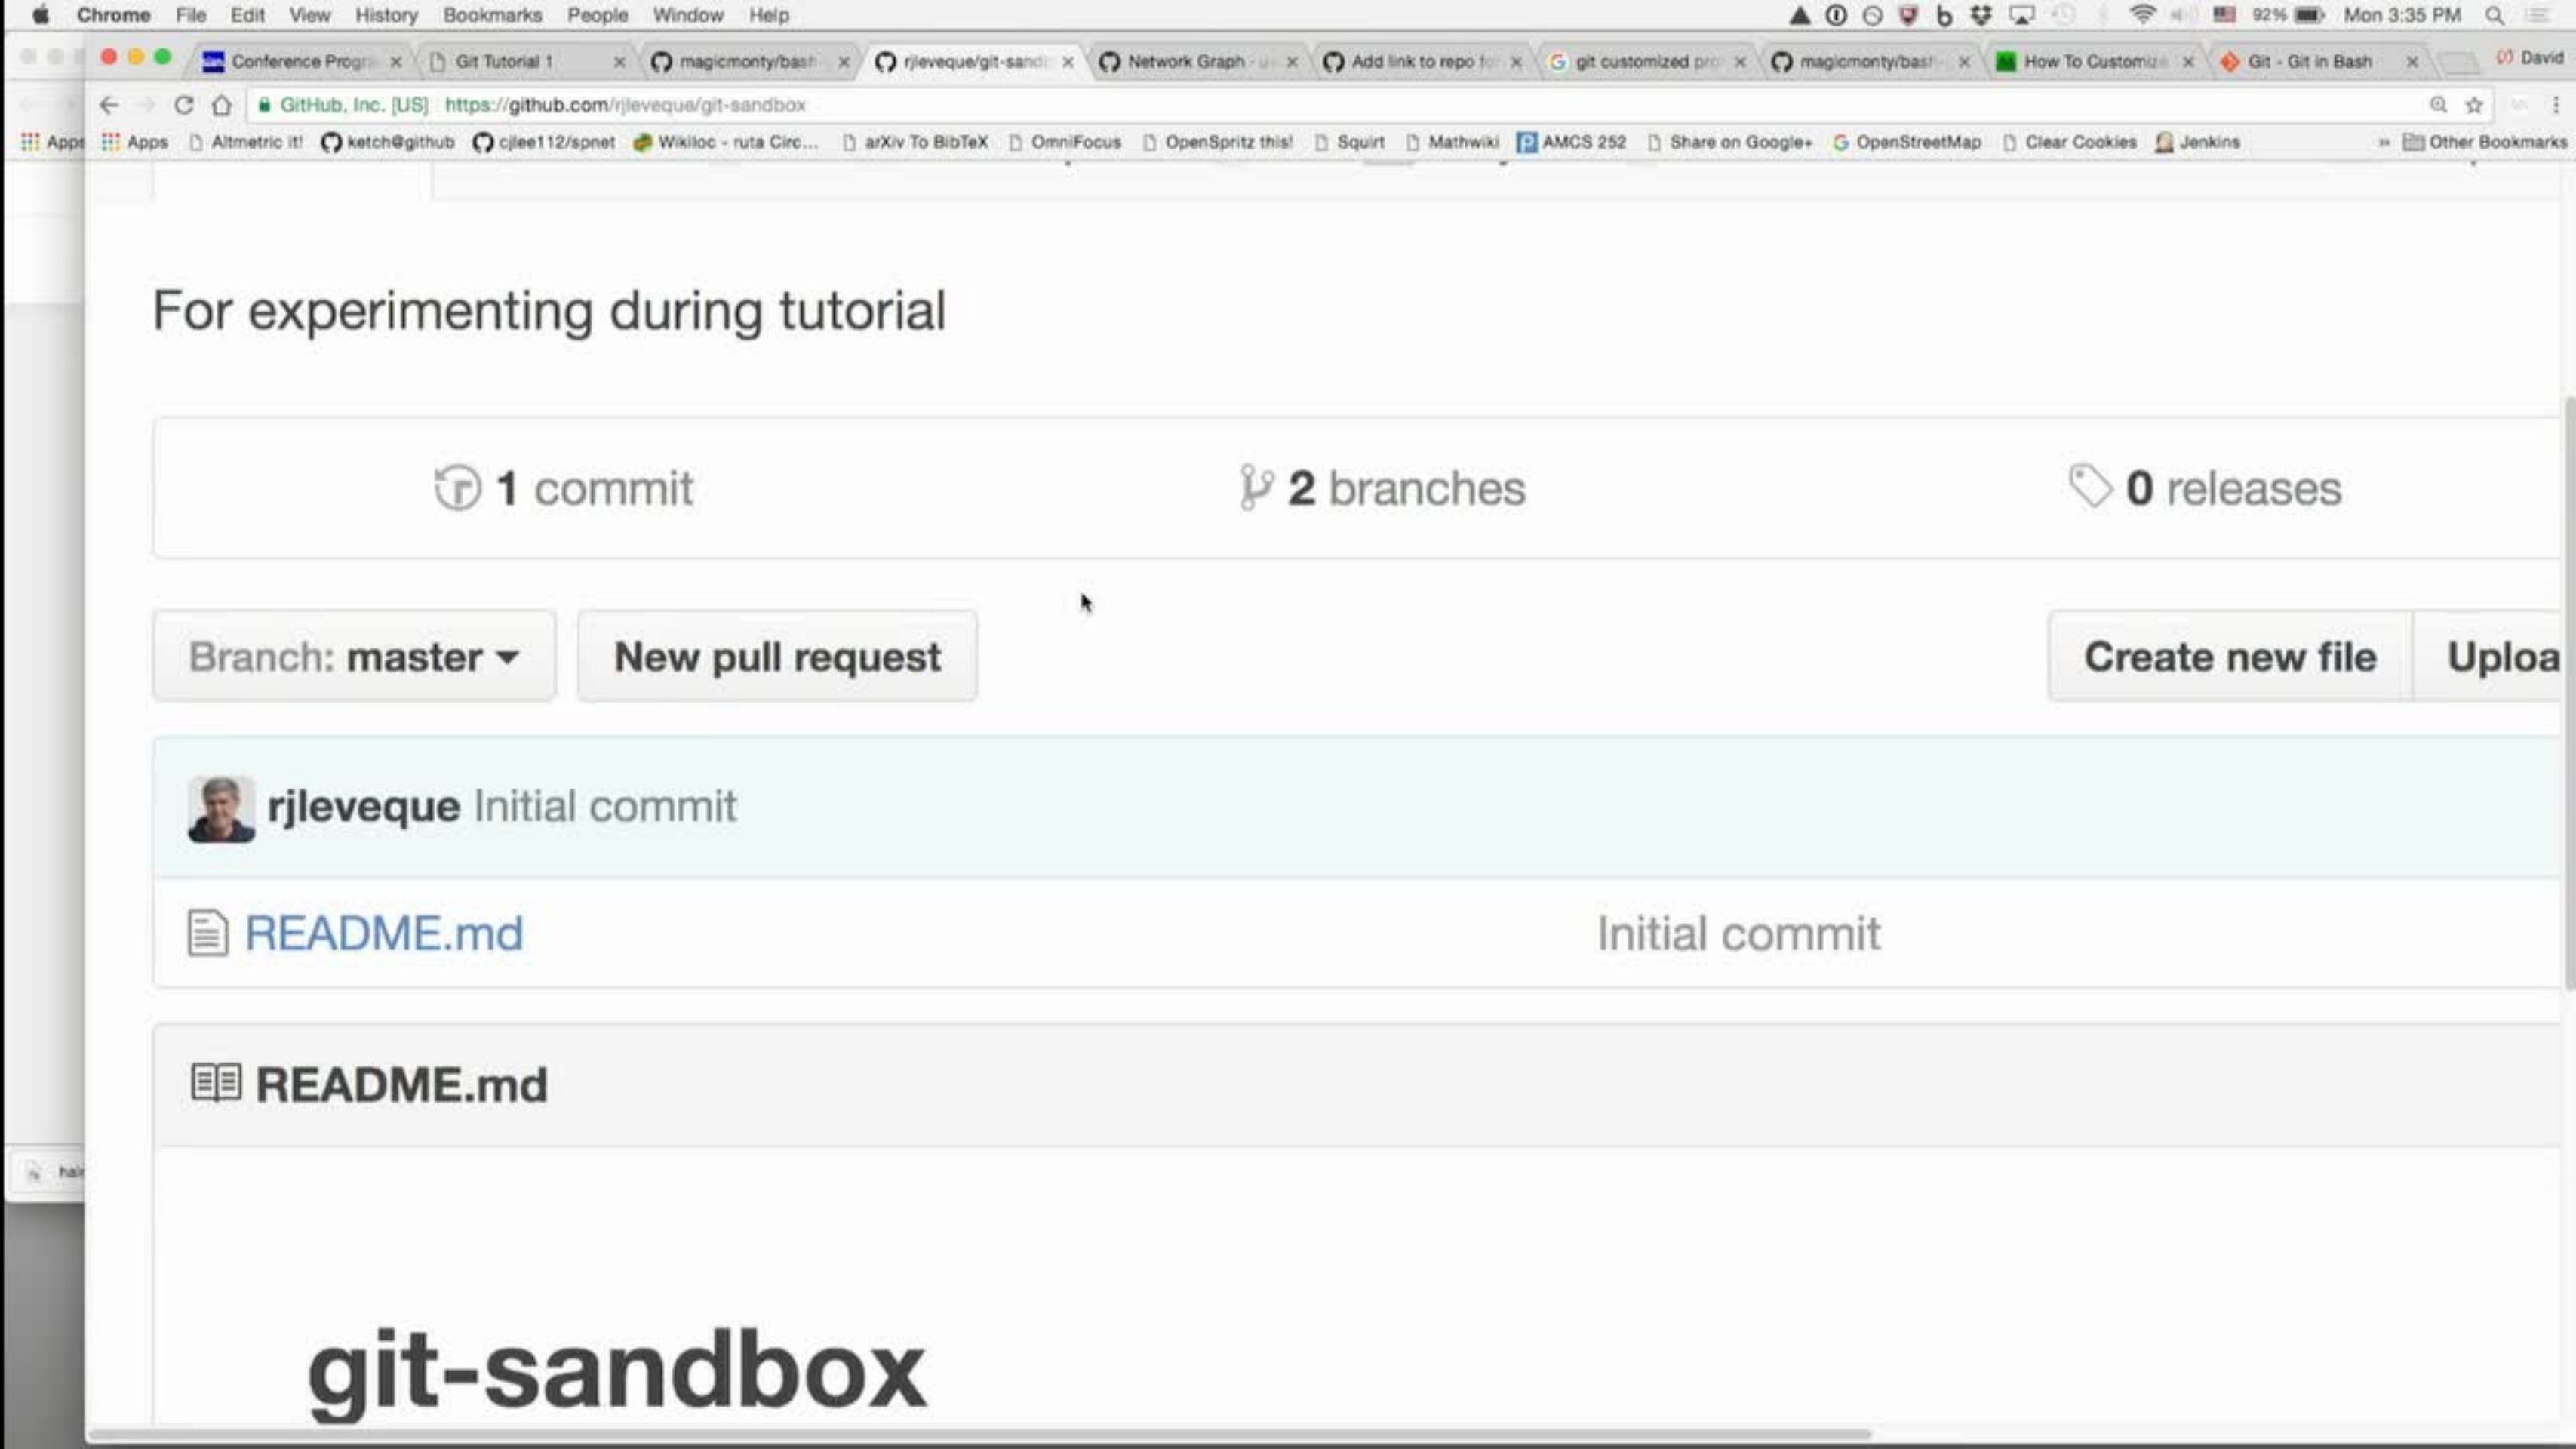 Chrome File Edit View History Bookmarks People Window Help 92% Mon 3:35 PM
Conference Progra Git Tutorial 1 magicmonty/bash rjleveque/git-sand Network Graph Add link to repo for git customized pro magicmonty/bash- How To Customize Git - Git in Bash David
GitHub, Inc. [US] https://github.com/rjleveque/git-sandbox
Apps Apps Altmetric it! ketch@github cjlee112/spnet Wikiloc - ruta Circ... arXiv To BibTeX OmniFocus OpenSpritz this! Squirt Mathwiki AMCS 252 Share on Google+ OpenStreetMap Clear Cookies Jenkins » Other Bookmarks
For experimenting during tutorial
1 commit 2 branches 0 releases
Branch: master New pull request Create new file Uploa
rjleveque Initial commit
README.md Initial commit
README.md
hair
git-sandbox